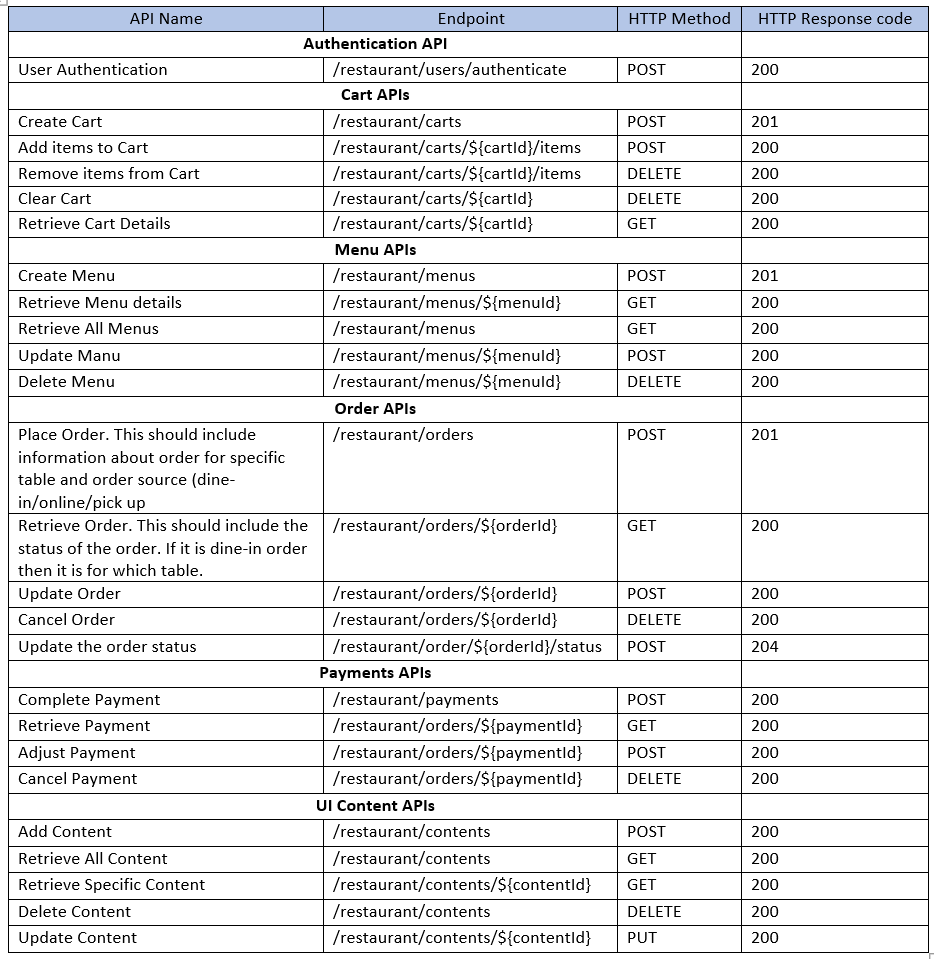 API Name Endpoint HTTP Method HTTP Response code
Authentication API
User Authentication /restaurant/users/authenticate POST 200
Cart APIs
Create Cart /restaurant/carts POST 201
Add items to Cart /restaurant/carts/${cartId}/items POST 200
Remove items from Cart /restaurant/carts/${cartId}/items DELETE 200
Clear Cart /restaurant/carts/${cartId} DELETE 200
Retrieve Cart Details /restaurant/carts/${cartId} GET 200
Menu APIs
Create Menu /restaurant/menus POST 201
Retrieve Menu details /restaurant/menus/${menuId} GET 200
Retrieve All Menus /restaurant/menus GET 200
Update Manu /restaurant/menus/${menuId} POST 200
Delete Menu /restaurant/menus/${menuId} DELETE 200
Order APIs
Place Order. This should include /restaurant/orders POST 201
information about order for specific
table and order source (dine-
in/online/pick up
Retrieve Order. This should include the /restaurant/orders/${orderId} GET 200
status of the order. If it is dine-in order
then it is for which table.
Update Order /restaurant/orders/${orderId} POST 200
Cancel Order /restaurant/orders/${orderId} DELETE 200
Update the order status /restaurant/order/${orderId}/status POST 204
Payments APIs
Complete Payment /restaurant/payments POST 200
Retrieve Payment /restaurant/orders/${paymentId} GET 200
Adjust Payment /restaurant/orders/${paymentId} POST 200
Cancel Payment /restaurant/orders/${paymentId} DELETE 200
UI Content APIs
Add Content /restaurant/contents POST 200
Retrieve All Content /restaurant/contents GET 200
Retrieve Specific Content /restaurant/contents/${contentId} GET 200
Delete Content /restaurant/contents DELETE 200
Update Content /restaurant/contents/${contentId} PUT 200